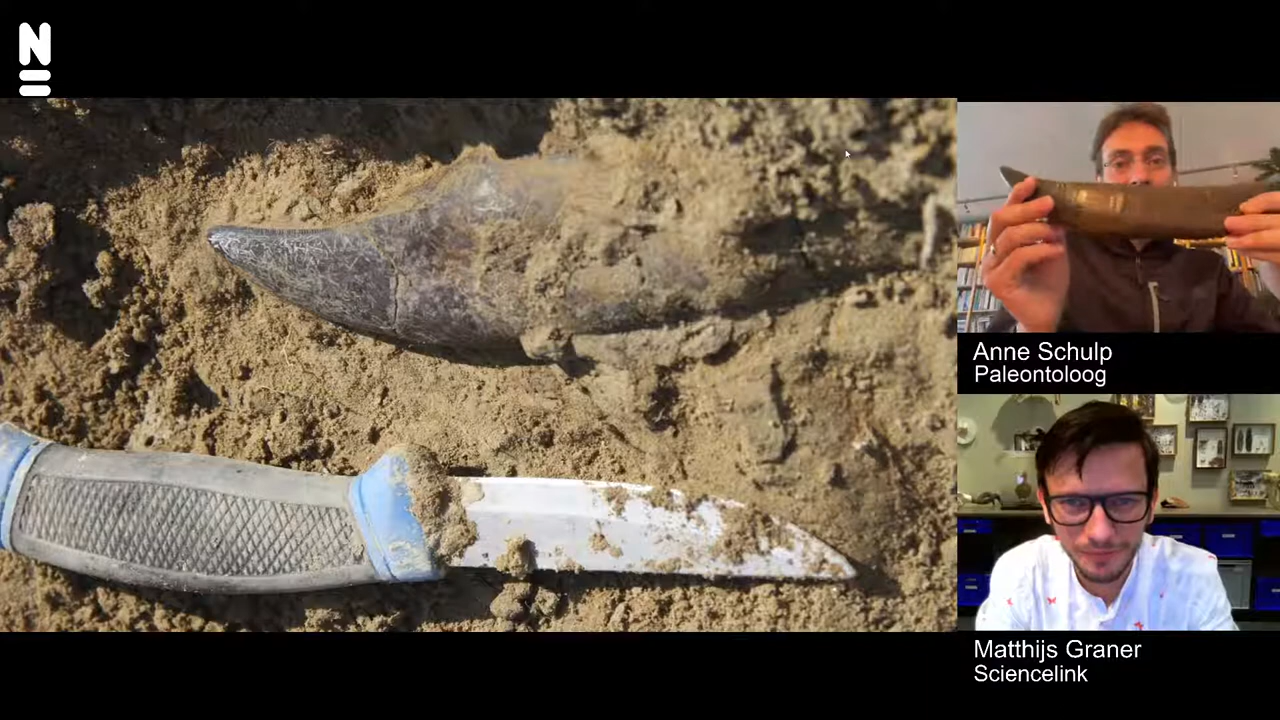 N
Anne Schulp
Paleontoloog
Matthijs Graner
Sciencelink